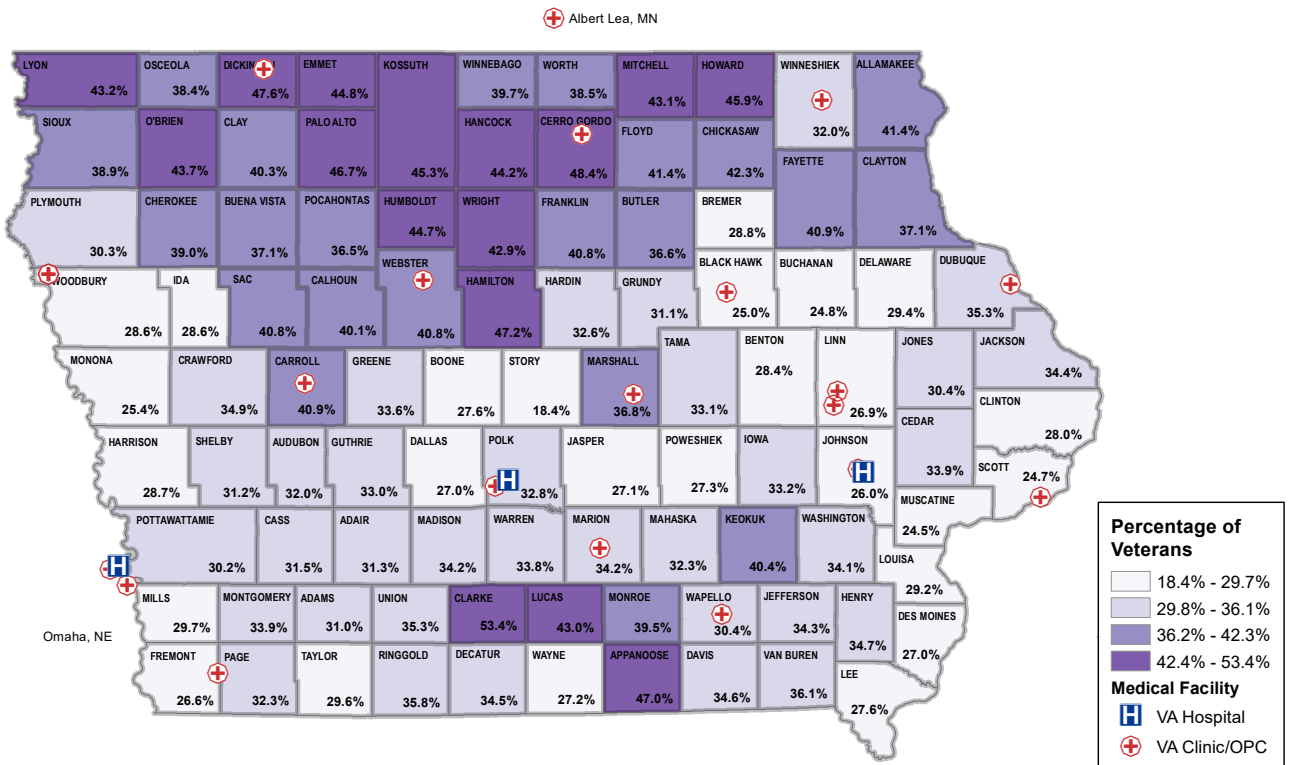 Albert Lea, MN
LYON
43.2%
OSCEOLA
38.4%
DICKINSON
47.6%
EMMET
44.8%
KOSSUTH
45.3%
WINNEBAGO
39.7%
WORTH
38.5%
MITCHELL
43.1%
HOWARD
45.9%
WINNESHIEK
32.0%
ALLAMAKEE
41.4%
SIOUX
38.9%
O'BRIEN
43.7%
CLAY
40.3%
PALO ALTO
46.7%
HANCOCK
44.2%
CERRO GORDO
48.4%
FLOYD
41.4%
CHICKASAW
42.3%
FAYETTE
40.9%
CLAYTON
37.1%
PLYMOUTH
30.3%
CHEROKEE
39.0%
BUENA VISTA
37.1%
POCAHONTAS
36.5%
HUMBOLDT
44.7%
WRIGHT
42.9%
FRANKLIN
40.8%
BUTLER
36.6%
BREMER
28.8%
WOODBURY
28.6%
IDA
28.6%
SAC
40.8%
CALHOUN
40.1%
WEBSTER
40.8%
HAMILTON
47.2%
HARDIN
32.6%
GRUNDY
31.1%
BLACK HAWK
25.0%
BUCHANAN
24.8%
DELAWARE
29.4%
DUBUQUE
35.3%
MONONA
25.4%
CRAWFORD
34.9%
CARROLL
40.9%
GREENE
33.6%
BOONE
27.6%
STORY
18.4%
MARSHALL
36.8%
TAMA
33.1%
BENTON
28.4%
LINN
26.9%
JONES
30.4%
JACKSON
34.4%
CLINTON
28.0%
HARRISON
28.7%
SHELBY
31.2%
AUDUBON
32.0%
GUTHRIE
33.0%
DALLAS
27.0%
POLK
32.8%
JASPER
27.1%
POWESHIEK
27.3%
IOWA
33.2%
JOHNSON
26.0%
CEDAR
33.9%
SCOTT
24.7%
MUSCATINE
24.5%
POTTAWATTAMIE
30.2%
CASS
31.5%
ADAIR
31.3%
MADISON
34.2%
WARREN
33.8%
MARION
34.2%
MAHASKA
32.3%
KEOKUK
40.4%
WASHINGTON
34.1%
LOUISA
29.2%
Omaha, NE
MILLS
29.7%
MONTGOMERY
33.9%
ADAMS
31.0%
UNION
35.3%
CLARKE
53.4%
LUCAS
43.0%
MONROE
39.5%
WAPELLO
30.4%
JEFFERSON
34.3%
HENRY
34.7%
DES MOINES
27.0%
FREMONT
26.6%
PAGE
32.3%
TAYLOR
29.6%
RINGGOLD
35.8%
DECATUR
34.5%
WAYNE
27.2%
APPANOOSE
47.0%
DAVIS
34.6%
VAN BUREN
36.1%
LEE
27.6%
Percentage of
Veterans
18.4% - 29.7%
29.8% - 36.1%
36.2% - 42.3%
42.4% - 53.4%
Medical Facility
H VA Hospital
VA Clinic/OPC
H
H
H